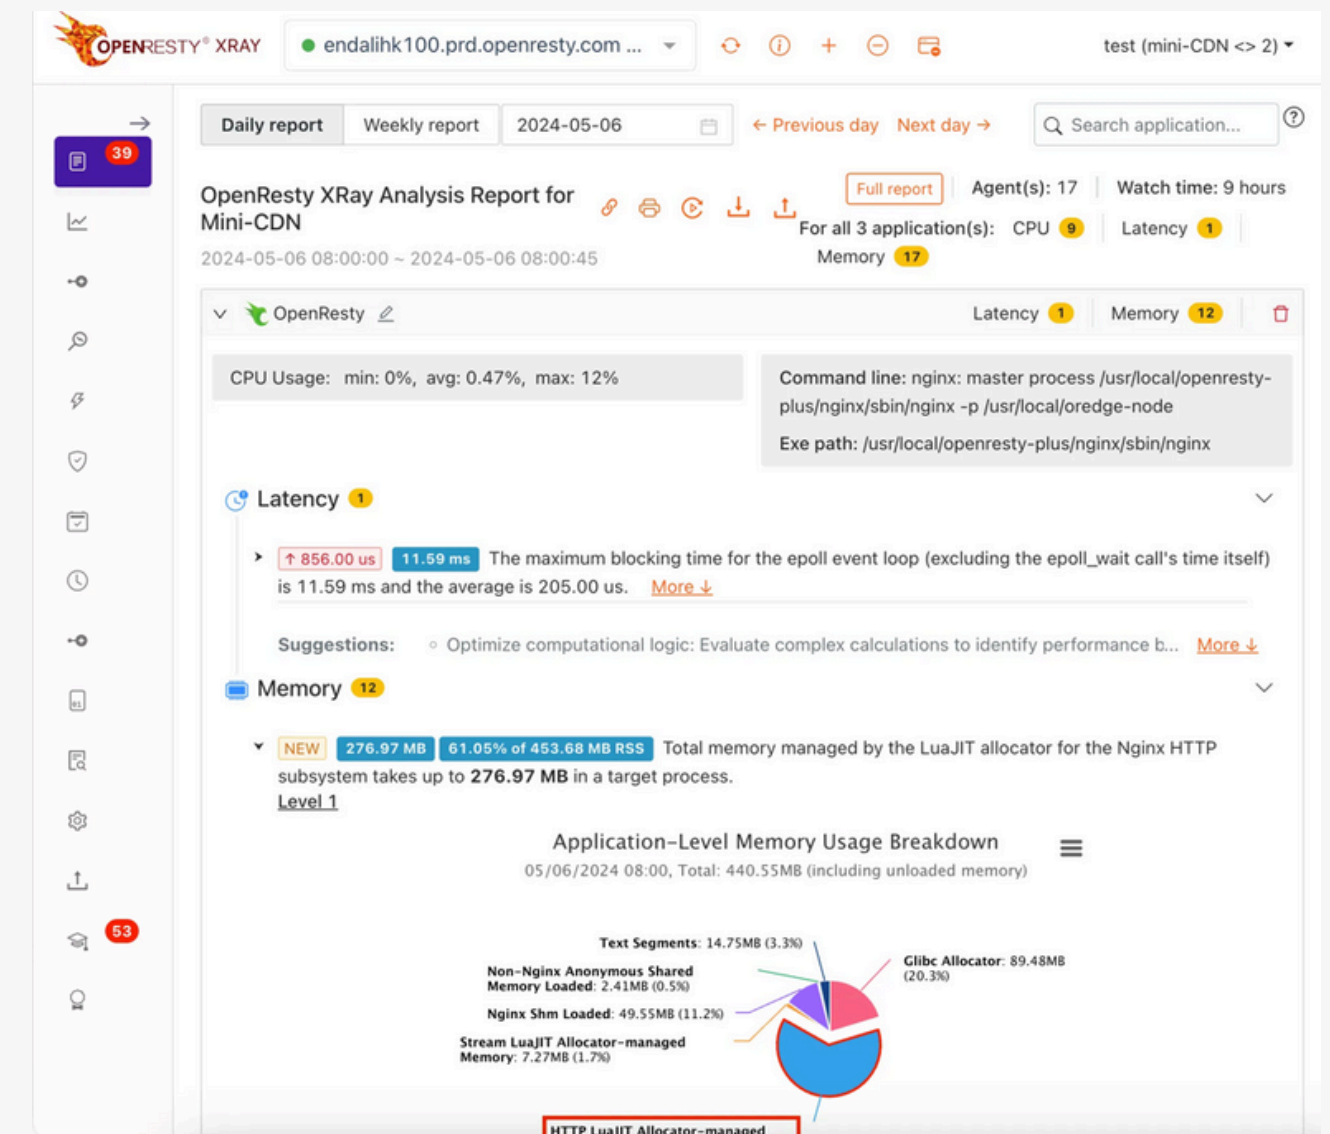 OPENRESTY® XRAY
endalihk100.prd.openresty.com ...
test (mini-CDN <> 2)
Daily report
Weekly report
2024-05-06
← Previous day
Next day →
Search application...
39
OpenResty XRay Analysis Report for
Mini-CDN
Full report
Agent(s): 17
Watch time: 9 hours
For all 3 application(s): CPU 9
Latency 1
Memory 17
2024-05-06 08:00:00 ~ 2024-05-06 08:00:45
OpenResty
Latency 1
Memory 12
CPU Usage: min: 0%, avg: 0.47%, max: 12%
Command line: nginx: master process /usr/local/openresty-
plus/nginx/sbin/nginx -p /usr/local/oredge-node
Exe path: /usr/local/openresty-plus/nginx/sbin/nginx
Latency 1
↑ 856.00 us 11.59 ms The maximum blocking time for the epoll event loop (excluding the epoll_wait call's time itself)
is 11.59 ms and the average is 205.00 us. More ↓
Suggestions: ◦ Optimize computational logic: Evaluate complex calculations to identify performance b... More ↓
Memory 12
NEW 276.97 MB 61.05% of 453.68 MB RSS Total memory managed by the LuaJIT allocator for the Nginx HTTP
subsystem takes up to 276.97 MB in a target process.
Level 1
Application-Level Memory Usage Breakdown
05/06/2024 08:00, Total: 440.55MB (including unloaded memory)
53
Text Segments: 14.75MB (3.3%)
Glibc Allocator: 89.48MB
(20.3%)
Non-Nginx Anonymous Shared
Memory Loaded: 2.41MB (0.5%)
Nginx Shm Loaded: 49.55MB (11.2%)
Stream LuaJIT Allocator-managed
Memory: 7.27MB (1.7%)
HTTP LuaJIT Allocator-managed